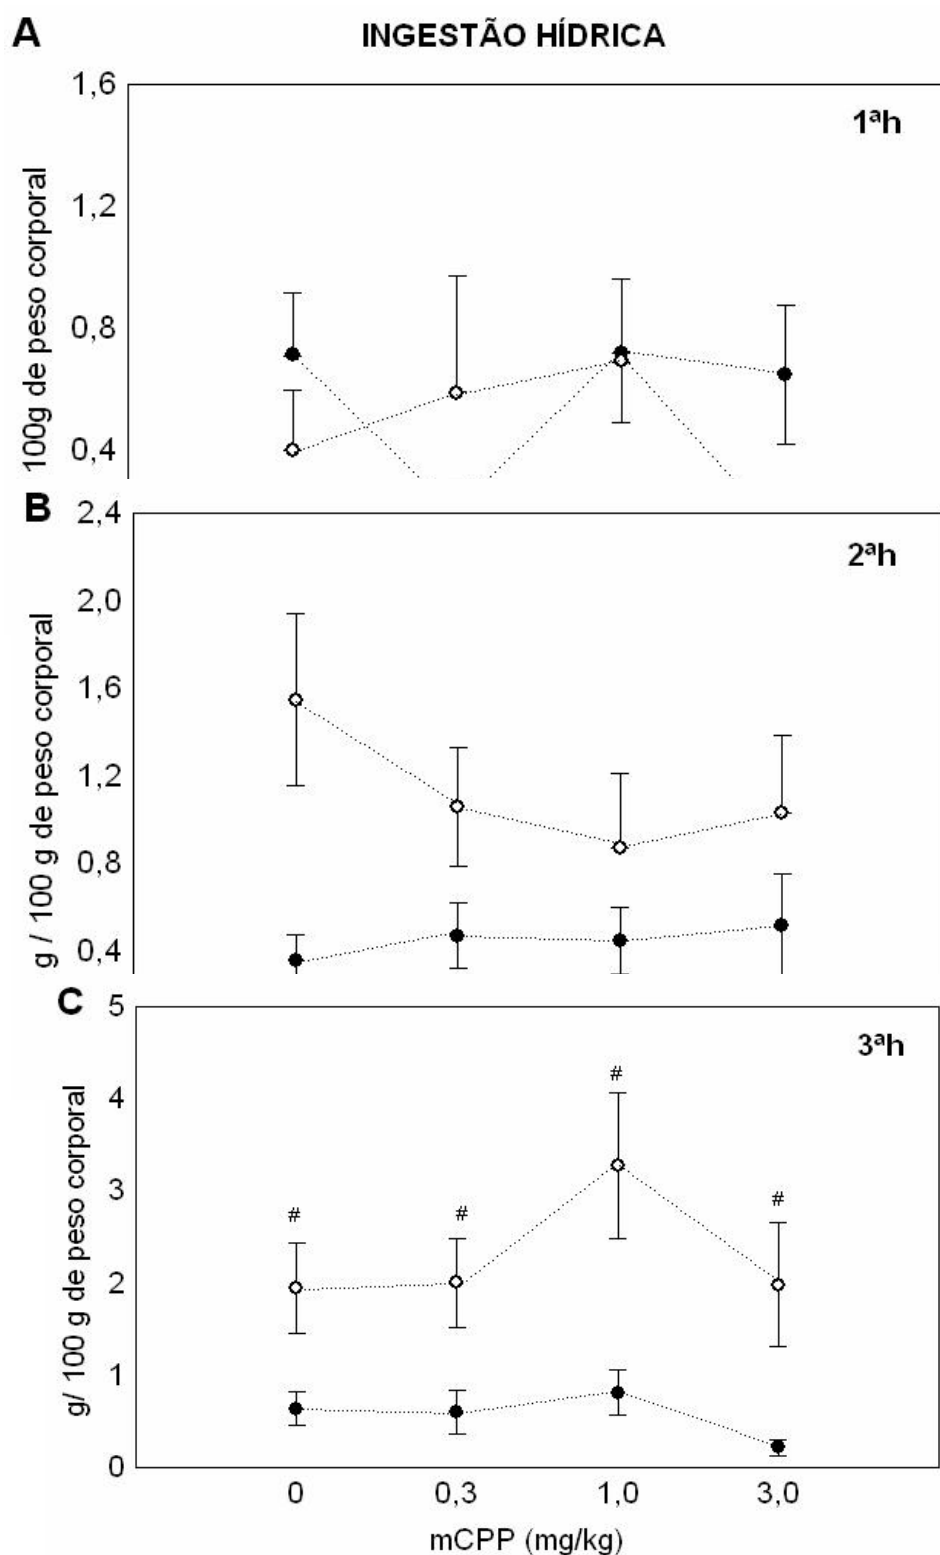 A
INGESTÃO HÍDRICA
1ªh
1,6
1,2
0,8
0,4
100g de peso corporal
B
2ªh
2,4
2,0
1,6
1,2
0,8
0,4
g / 100 g de peso corporal
C
3ªh
5
4
3
2
1
0
g/ 100 g de peso corporal
#
#
#
#
0 0,3 1,0 3,0
mCPP (mg/kg)